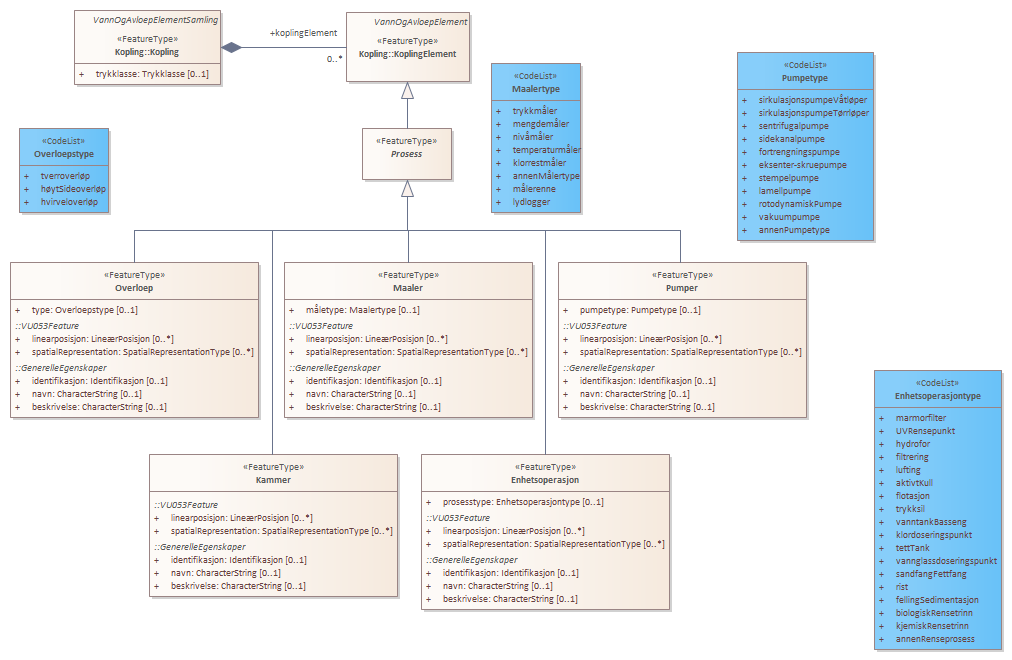 VannOgAvloepElementSamling
«FeatureType»
Kopling::Kopling
+ trykklasse: Trykklasse [0..1]
+koplingElement
0..*
VannOgAvloepElement
«FeatureType»
Kopling::KoplingElement
«FeatureType»
Prosess
«CodeList»
Overloepstype
+ tverroverløp
+ høytSideoverløp
+ hvirveloverløp
«CodeList»
Maalertype
+ trykkmåler
+ mengdemåler
+ nivåmåler
+ temperaturmåler
+ klorrestmåler
+ annenMålertype
+ målerenne
+ lydlogger
«CodeList»
Pumpetype
+ sirkulasjonspumpeVåtløper
+ sirkulasjonspumpeTørrløper
+ sentrifugalpumpe
+ sidekanalpumpe
+ fortrengningspumpe
+ eksenter-skruepumpe
+ stempelpumpe
+ lamellpumpe
+ rotodynamiskPumpe
+ vakuumpumpe
+ annenPumpetype
«FeatureType»
Overloep
+ type: Overloepstype [0..1]
::VU053Feature
+ linearposisjon: LineærPosisjon [0..*]
+ spatialRepresentation: SpatialRepresentationType [0..*]
::GenerelleEgenskaper
+ identifikasjon: Identifikasjon [0..1]
+ navn: CharacterString [0..1]
+ beskrivelse: CharacterString [0..1]
«FeatureType»
Maaler
+ måletype: Maalertype [0..1]
::VU053Feature
+ linearposisjon: LineærPosisjon [0..*]
+ spatialRepresentation: SpatialRepresentationType [0..*]
::GenerelleEgenskaper
+ identifikasjon: Identifikasjon [0..1]
+ navn: CharacterString [0..1]
+ beskrivelse: CharacterString [0..1]
«FeatureType»
Pumper
+ pumpetype: Pumpetype [0..1]
::VU053Feature
+ linearposisjon: LineærPosisjon [0..*]
+ spatialRepresentation: SpatialRepresentationType [0..*]
::GenerelleEgenskaper
+ identifikasjon: Identifikasjon [0..1]
+ navn: CharacterString [0..1]
+ beskrivelse: CharacterString [0..1]
«FeatureType»
Kammer
::VU053Feature
+ linearposisjon: LineærPosisjon [0..*]
+ spatialRepresentation: SpatialRepresentationType [0..*]
::GenerelleEgenskaper
+ identifikasjon: Identifikasjon [0..1]
+ navn: CharacterString [0..1]
+ beskrivelse: CharacterString [0..1]
«FeatureType»
Enhetsoperasjon
+ prosesstype: Enhetsoperasjontype [0..1]
::VU053Feature
+ linearposisjon: LineærPosisjon [0..*]
+ spatialRepresentation: SpatialRepresentationType [0..*]
::GenerelleEgenskaper
+ identifikasjon: Identifikasjon [0..1]
+ navn: CharacterString [0..1]
+ beskrivelse: CharacterString [0..1]
«CodeList»
Enhetsoperasjontype
+ marmorfilter
+ UVRensepunkt
+ hydrofor
+ filtrering
+ lufting
+ aktivtKull
+ flotasjon
+ trykksil
+ vanntankBasseng
+ klordoseringspunkt
+ tettTank
+ vannglassdoseringspunkt
+ sandfangFettfang
+ rist
+ fellingSedimentasjon
+ biologiskRensetrinn
+ kjemiskRensetrinn
+ annenRenseprosess